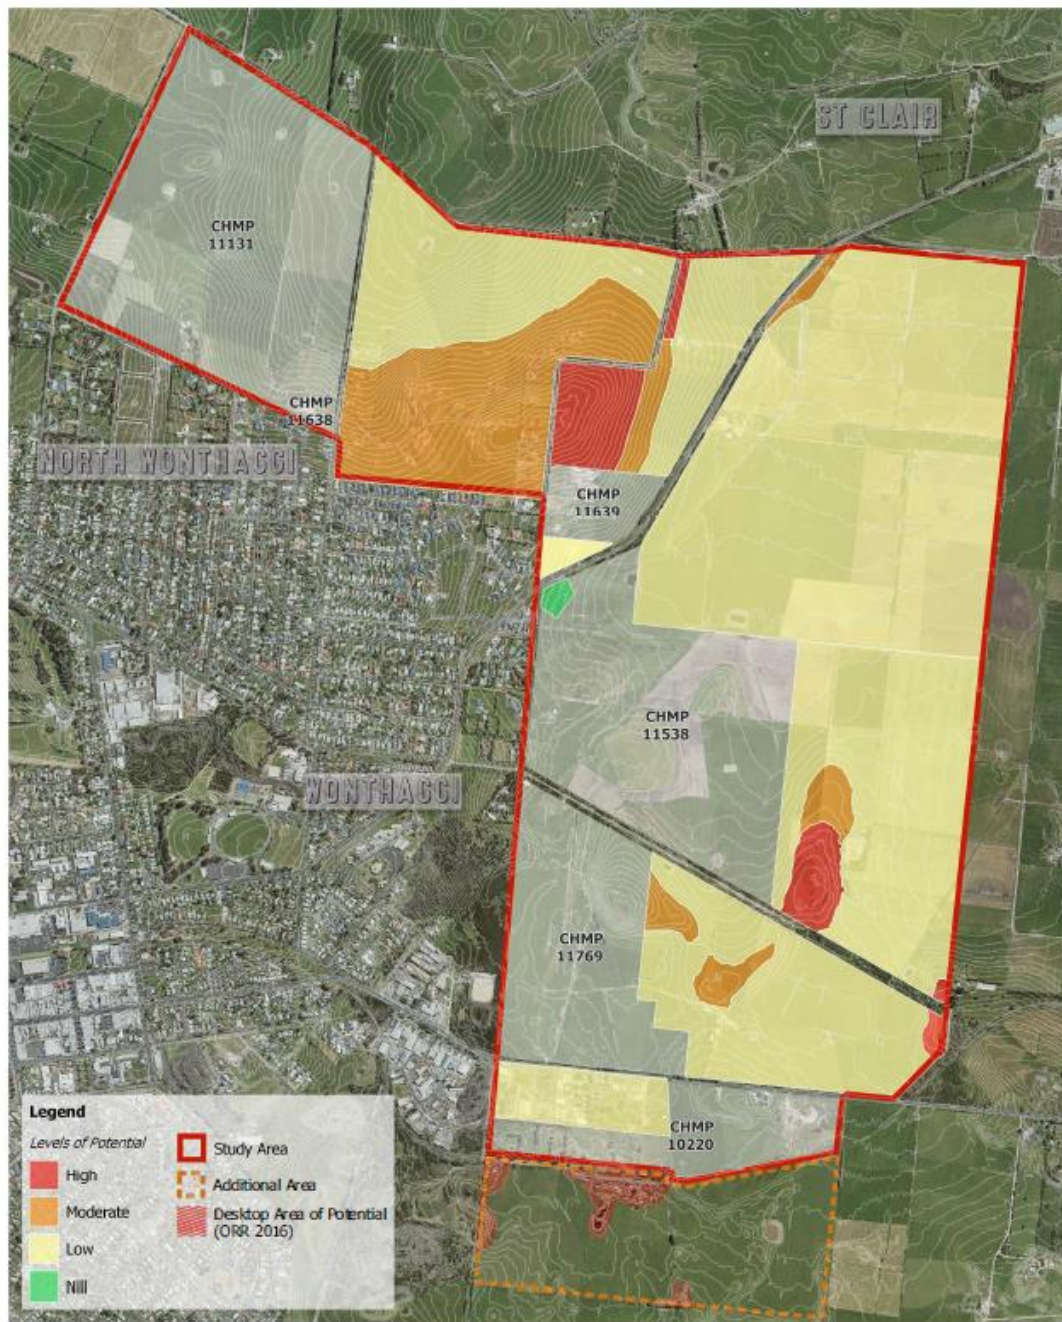 ST CLAIR
CHMP
11131
CHMP
11638
NORTH WONTHAGGI
CHMP
11639
CHMP
11538
WONTHAGGI
CHMP
11769
CHMP
10220
Legend
Levels of Potential
High
Moderate
Low
Nill
Study Area
Additional Area
Desktop Area of Potential
(ORR 2016)